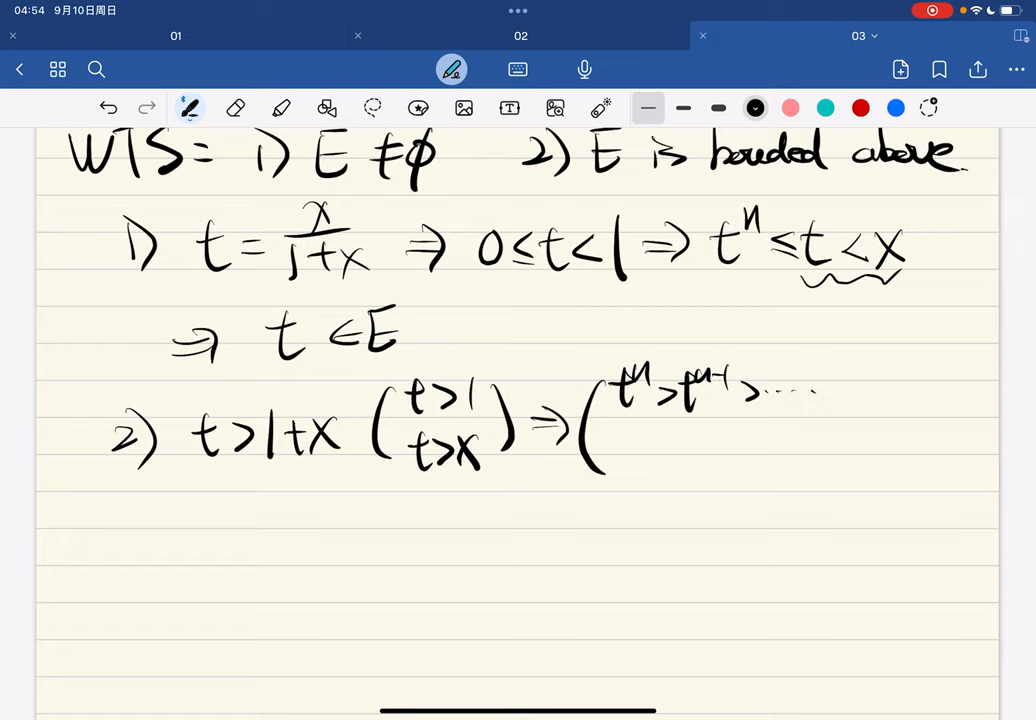 04:54 9月10日周日
01 02 03
WTS= 1) E ≠ϕ 2) E is bouded above.
1) t = x/(1+x) ⇒ 0≤t<1 ⇒ t^n ≤ t < x
⇒ t ∈E
2) t>1+x (t>1 t>x) ⇒ (t^n>t^(n-1)>.....